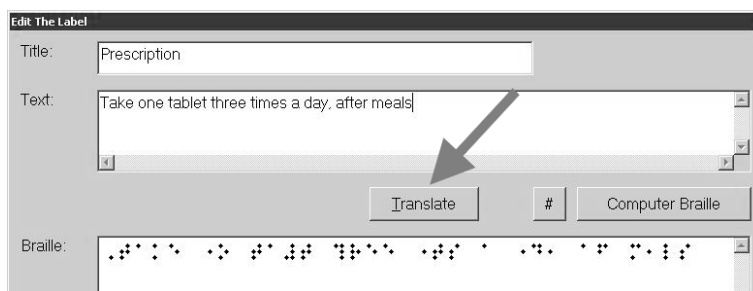 Edit The Label
Title: Prescription
Text: Take one tablet three times a day, after meals
Translate # Computer Braille
Braille: